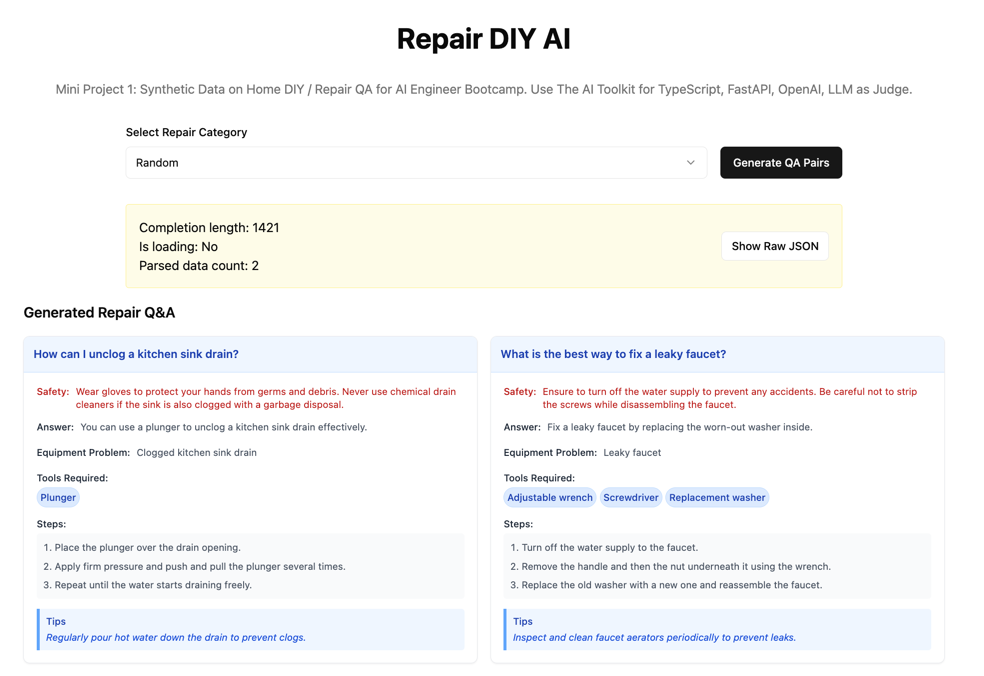 Repair DIY AI
Mini Project 1: Synthetic Data on Home DIY / Repair QA for AI Engineer Bootcamp. Use The AI Toolkit for TypeScript, FastAPI, OpenAI, LLM as Judge.
Select Repair Category
Random
Generate QA Pairs
Completion length: 1421
Is loading: No
Parsed data count: 2
Show Raw JSON
Generated Repair Q&A
How can I unclog a kitchen sink drain?
Safety: Wear gloves to protect your hands from germs and debris. Never use chemical drain
cleaners if the sink is also clogged with a garbage disposal.
Answer: You can use a plunger to unclog a kitchen sink drain effectively.
Equipment Problem: Clogged kitchen sink drain
Tools Required:
Plunger
Steps:
1. Place the plunger over the drain opening.
2. Apply firm pressure and push and pull the plunger several times.
3. Repeat until the water starts draining freely.
Tips
Regularly pour hot water down the drain to prevent clogs.
What is the best way to fix a leaky faucet?
Safety: Ensure to turn off the water supply to prevent any accidents. Be careful not to strip
the screws while disassembling the faucet.
Answer: Fix a leaky faucet by replacing the worn-out washer inside.
Equipment Problem: Leaky faucet
Tools Required:
Adjustable wrench Screwdriver Replacement washer
Steps:
1. Turn off the water supply to the faucet.
2. Remove the handle and then the nut underneath it using the wrench.
3. Replace the old washer with a new one and reassemble the faucet.
Tips
Inspect and clean faucet aerators periodically to prevent leaks.